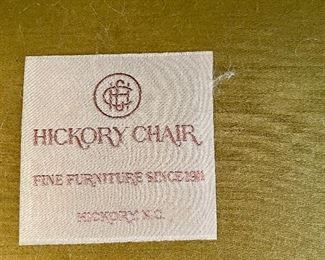 HICKORY CHAIR
FINE FURNITURE SINCE 1911
HICKORY N.C.